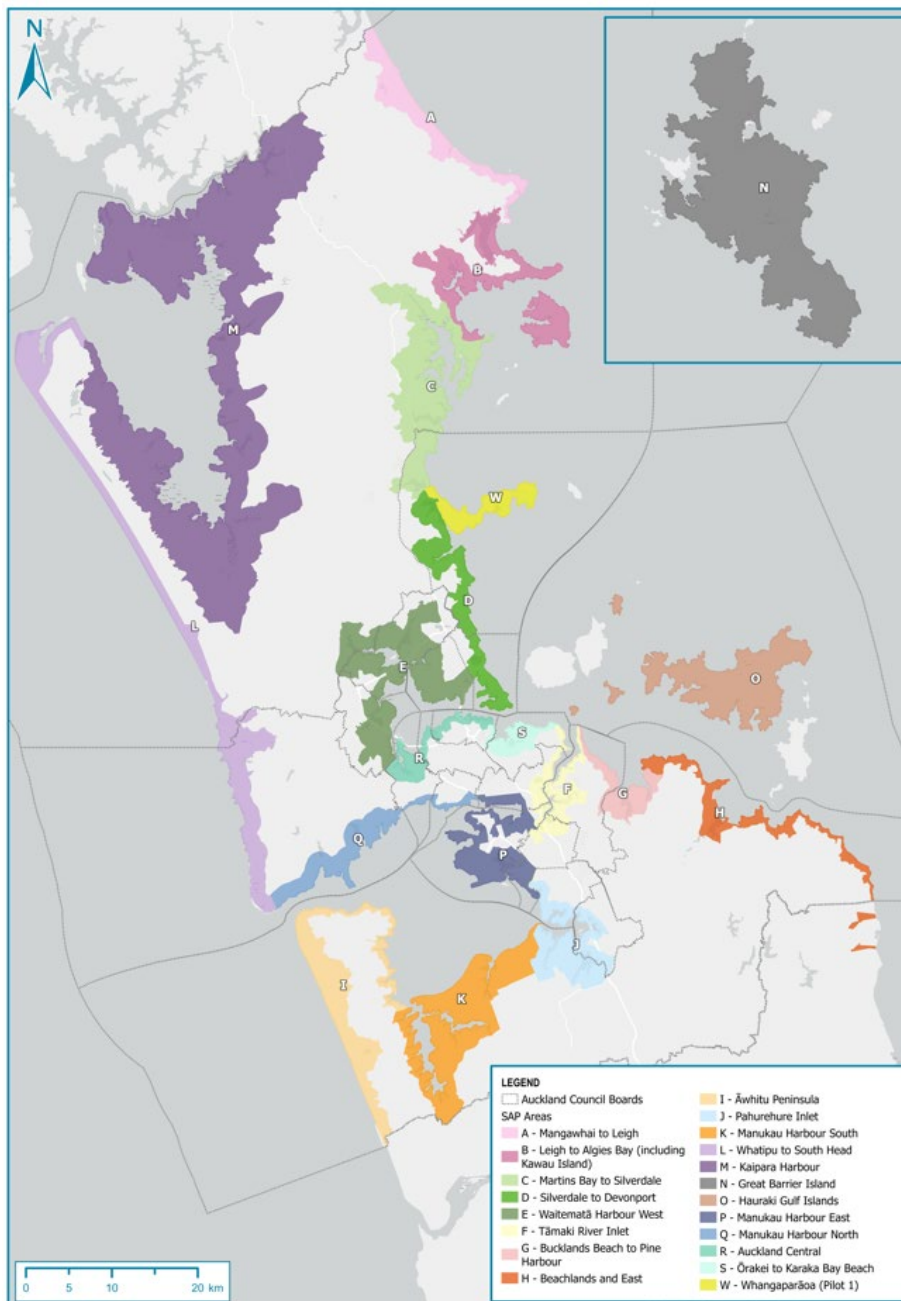 N
A
N
B
M
C
W
L
D
E
O
S
R
F
G
H
Q
P
J
I
K
LEGEND
Auckland Council Boards
SAP Areas
A - Mangawhai to Leigh
B - Leigh to Algies Bay (including
Kawau Island)
C - Martins Bay to Silverdale
D - Silverdale to Devonport
E - Waitematā Harbour West
F - Tāmaki River Inlet
G - Bucklands Beach to Pine
Harbour
H - Beachlands and East
I - Āwhitu Peninsula
J - Pahurehure Inlet
K - Manukau Harbour South
L - Whatipu to South Head
M - Kaipara Harbour
N - Great Barrier Island
O - Hauraki Gulf Islands
P - Manukau Harbour East
Q - Manukau Harbour North
R - Auckland Central
S - Ōrakei to Karaka Bay Beach
W - Whangaparāoa (Pilot 1)
0 5 10 20 km